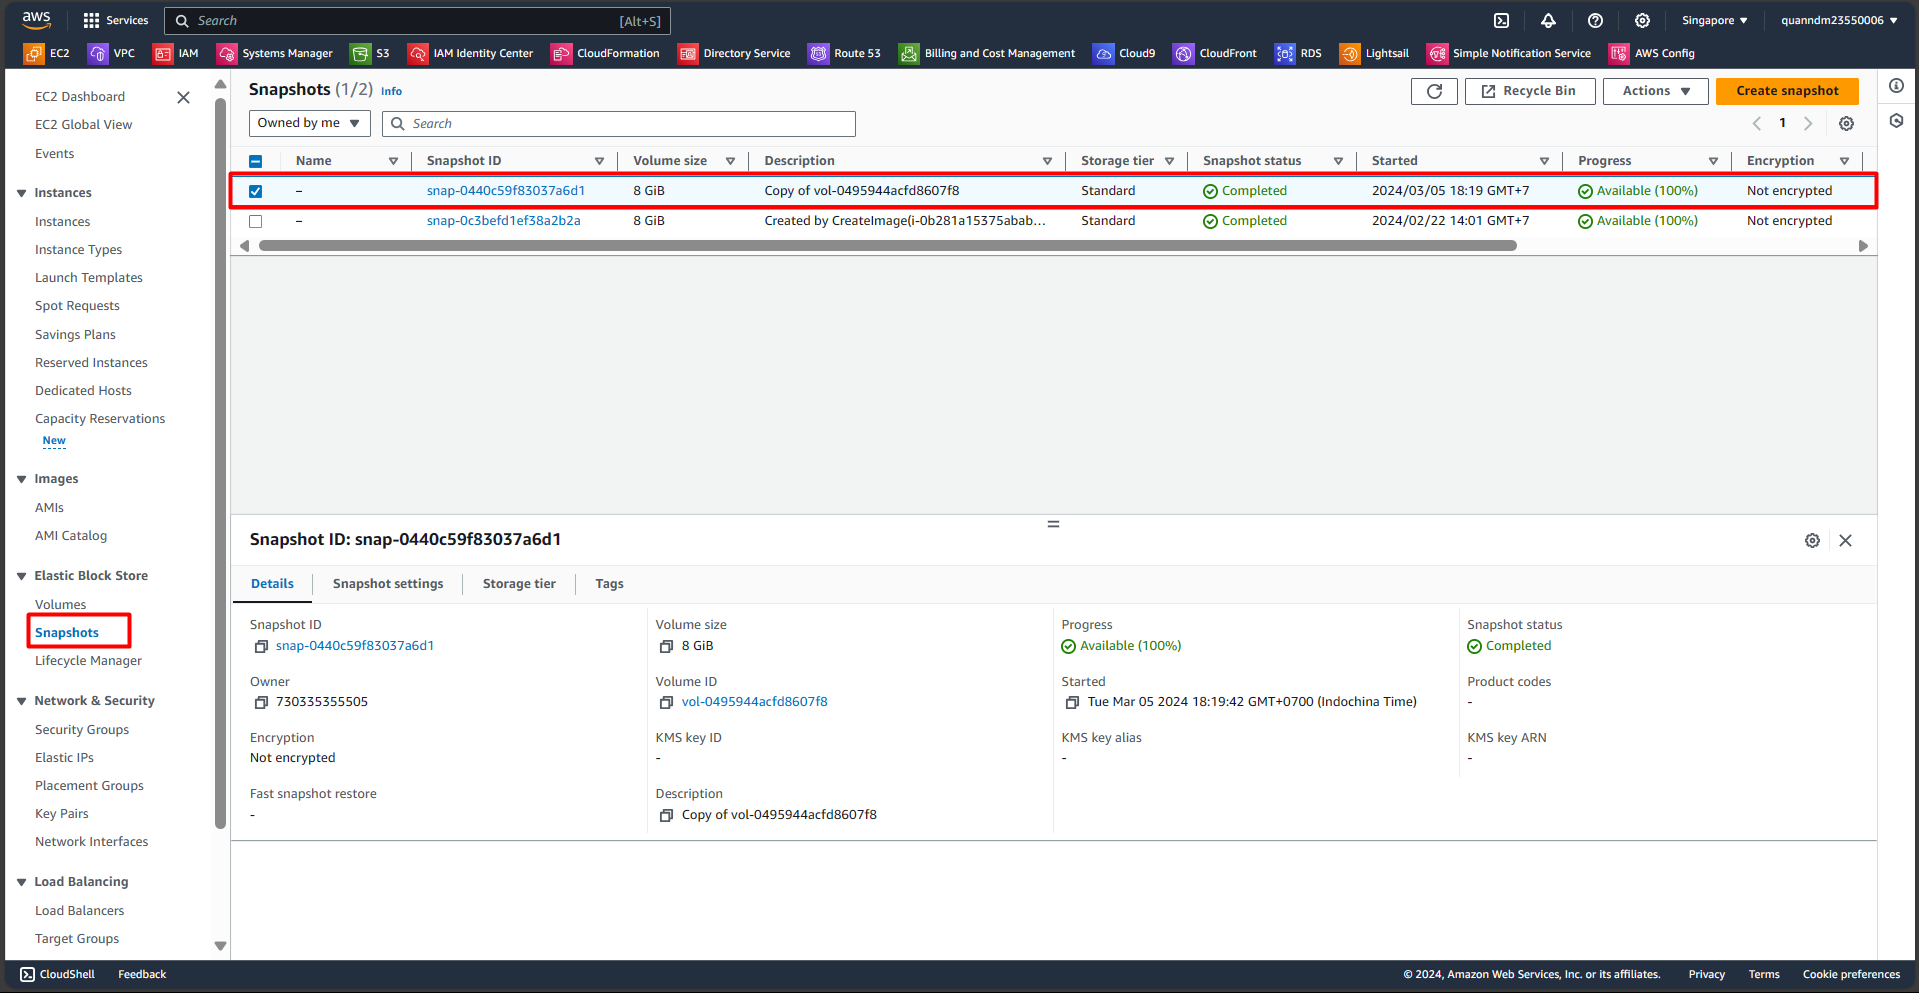 aws Services Search [Alt+S] Singapore ▼ quanndm23550006 ▼
EC2 VPC IAM Systems Manager S3 IAM Identity Center CloudFormation Directory Service Route 53 Billing and Cost Management Cloud9 CloudFront RDS Lightsail Simple Notification Service AWS Config
EC2 Dashboard
EC2 Global View
Events
Instances
Instances
Instance Types
Launch Templates
Spot Requests
Savings Plans
Reserved Instances
Dedicated Hosts
Capacity Reservations
New
Images
AMIs
AMI Catalog
Elastic Block Store
Volumes
Snapshots
Lifecycle Manager
Network & Security
Security Groups
Elastic IPs
Placement Groups
Key Pairs
Network Interfaces
Load Balancing
Load Balancers
Target Groups
Snapshots (1/2) Info Recycle Bin Actions ▼ Create snapshot
Owned by me ▼ Search 1
Name Snapshot ID Volume size Description Storage tier Snapshot status Started Progress Encryption
– snap-0440c59f83037a6d1 8 GiB Copy of vol-0495944acfd8607f8 Standard Completed 2024/03/05 18:19 GMT+7 Available (100%) Not encrypted
– snap-0c3befd1ef38a2b2a 8 GiB Created by CreateImage(i-0b281a15375abab... Standard Completed 2024/02/22 14:01 GMT+7 Available (100%) Not encrypted
Snapshot ID: snap-0440c59f83037a6d1
Details Snapshot settings Storage tier Tags
Snapshot ID Volume size Progress Snapshot status
snap-0440c59f83037a6d1 8 GiB Available (100%) Completed
Owner Volume ID Started Product codes
730335355505 vol-0495944acfd8607f8 Tue Mar 05 2024 18:19:42 GMT+0700 (Indochina Time) -
Encryption KMS key ID KMS key alias KMS key ARN
Not encrypted - - -
Fast snapshot restore Description
- Copy of vol-0495944acfd8607f8
CloudShell Feedback © 2024, Amazon Web Services, Inc. or its affiliates. Privacy Terms Cookie preferences